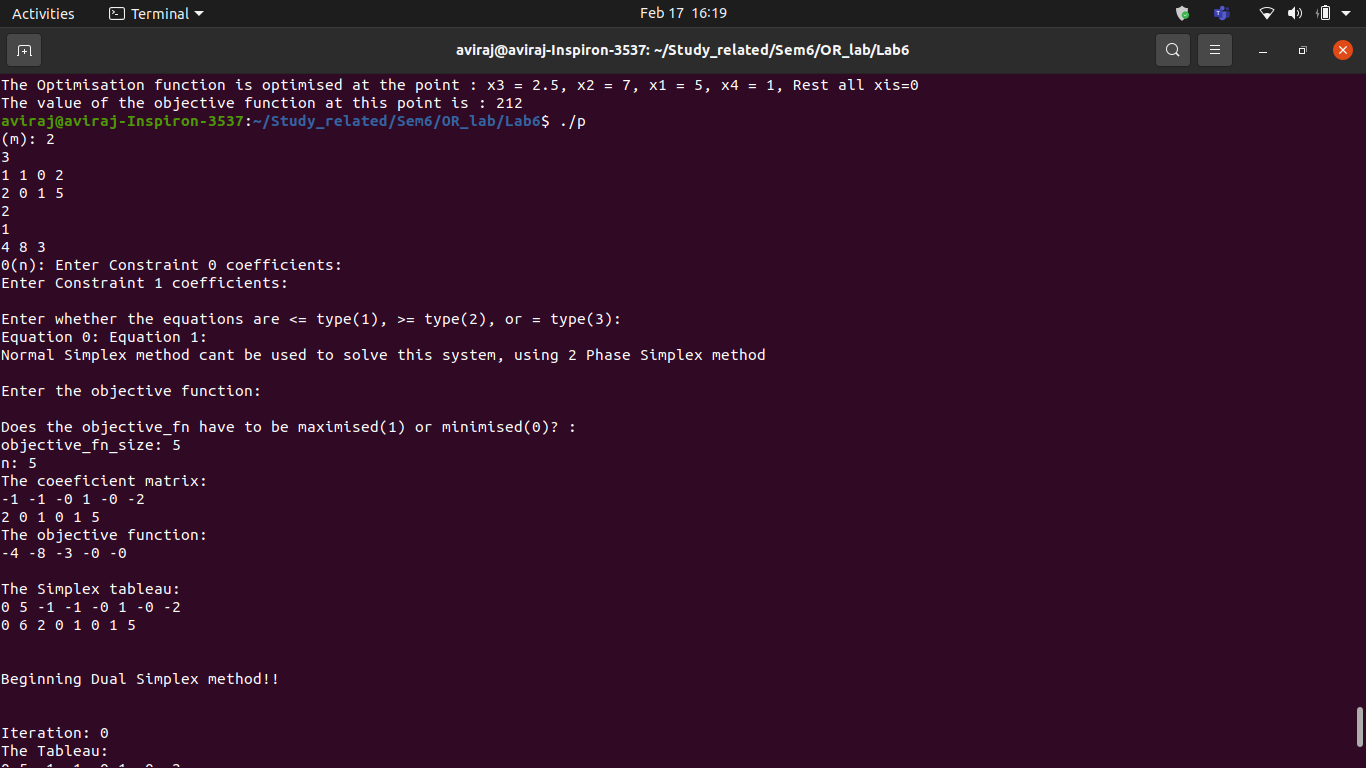 Activities
Terminal
Feb 17 16:19
aviraj@aviraj-Inspiron-3537: ~/Study_related/Sem6/OR_lab/Lab6
The Optimisation function is optimised at the point : x3 = 2.5, x2 = 7, x1 = 5, x4 = 1, Rest all xis=0
The value of the objective function at this point is : 212
aviraj@aviraj-Inspiron-3537:~/Study_related/Sem6/OR_lab/Lab6$ ./p
(m): 2
3
1 1 0 2
2 0 1 5
2
1
4 8 3
0(n): Enter Constraint 0 coefficients:
Enter Constraint 1 coefficients:
Enter whether the equations are <= type(1), >= type(2), or = type(3):
Equation 0: Equation 1:
Normal Simplex method cant be used to solve this system, using 2 Phase Simplex method
Enter the objective function:
Does the objective_fn have to be maximised(1) or minimised(0)? :
objective_fn_size: 5
n: 5
The coeeficient matrix:
-1 -1 -0 1 -0 -2
2 0 1 0 1 5
The objective function:
-4 -8 -3 -0 -0
The Simplex tableau:
0 5 -1 -1 -0 1 -0 -2
0 6 2 0 1 0 1 5
Beginning Dual Simplex method!!
Iteration: 0
The Tableau: